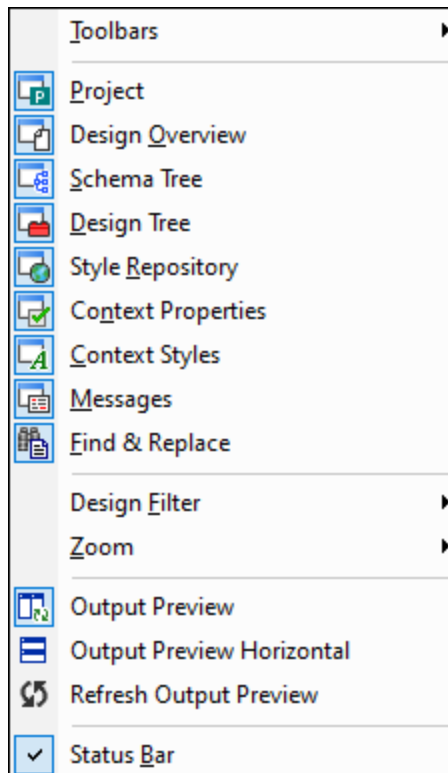 Toolbars
Project
Design Overview
Schema Tree
Design Tree
Style Repository
Context Properties
Context Styles
Messages
Find & Replace
Design Filter
Zoom
Output Preview
Output Preview Horizontal
Refresh Output Preview
Status Bar